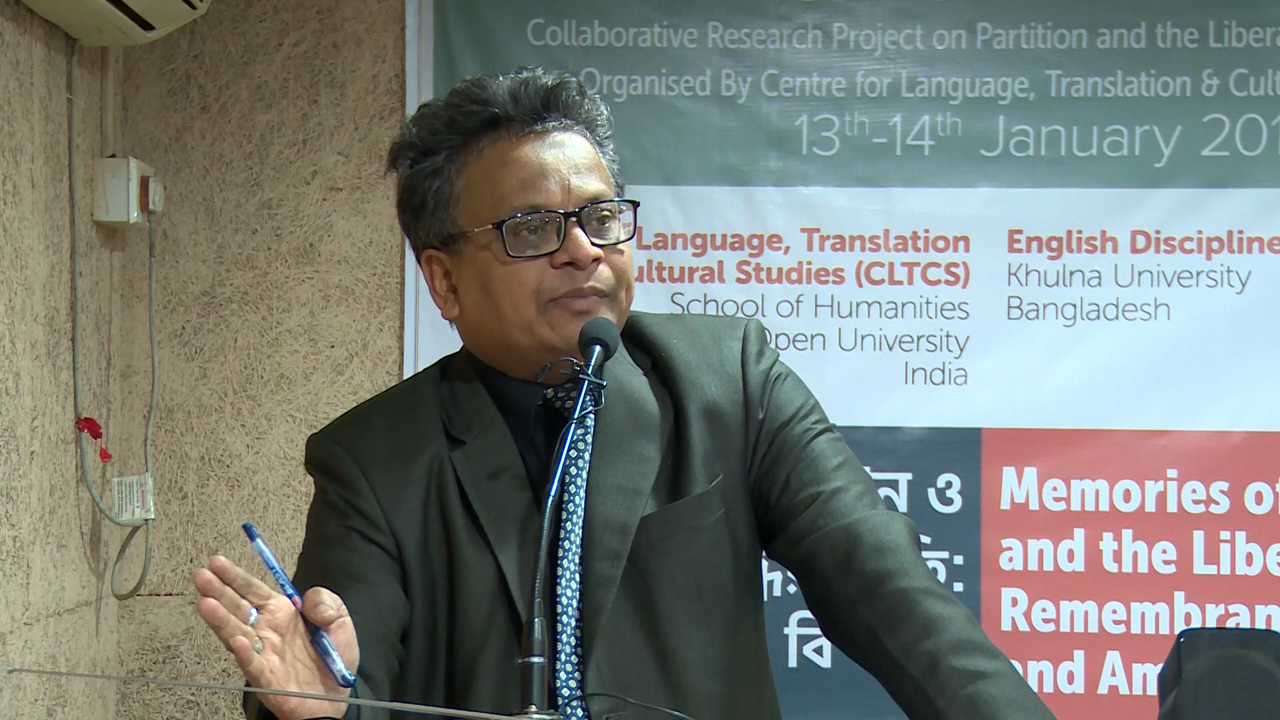 Collaborative Research Project on Partition and the Libera
Organised By Centre for Language, Translation & Cult
13th-14th January 201
Language, Translation
ultural Studies (CLTCS)
School of Humanities
Open University
India
English Discipline
Khulna University
Bangladesh
ও
বি
Memories of
and the Libe
Remembran
and Am